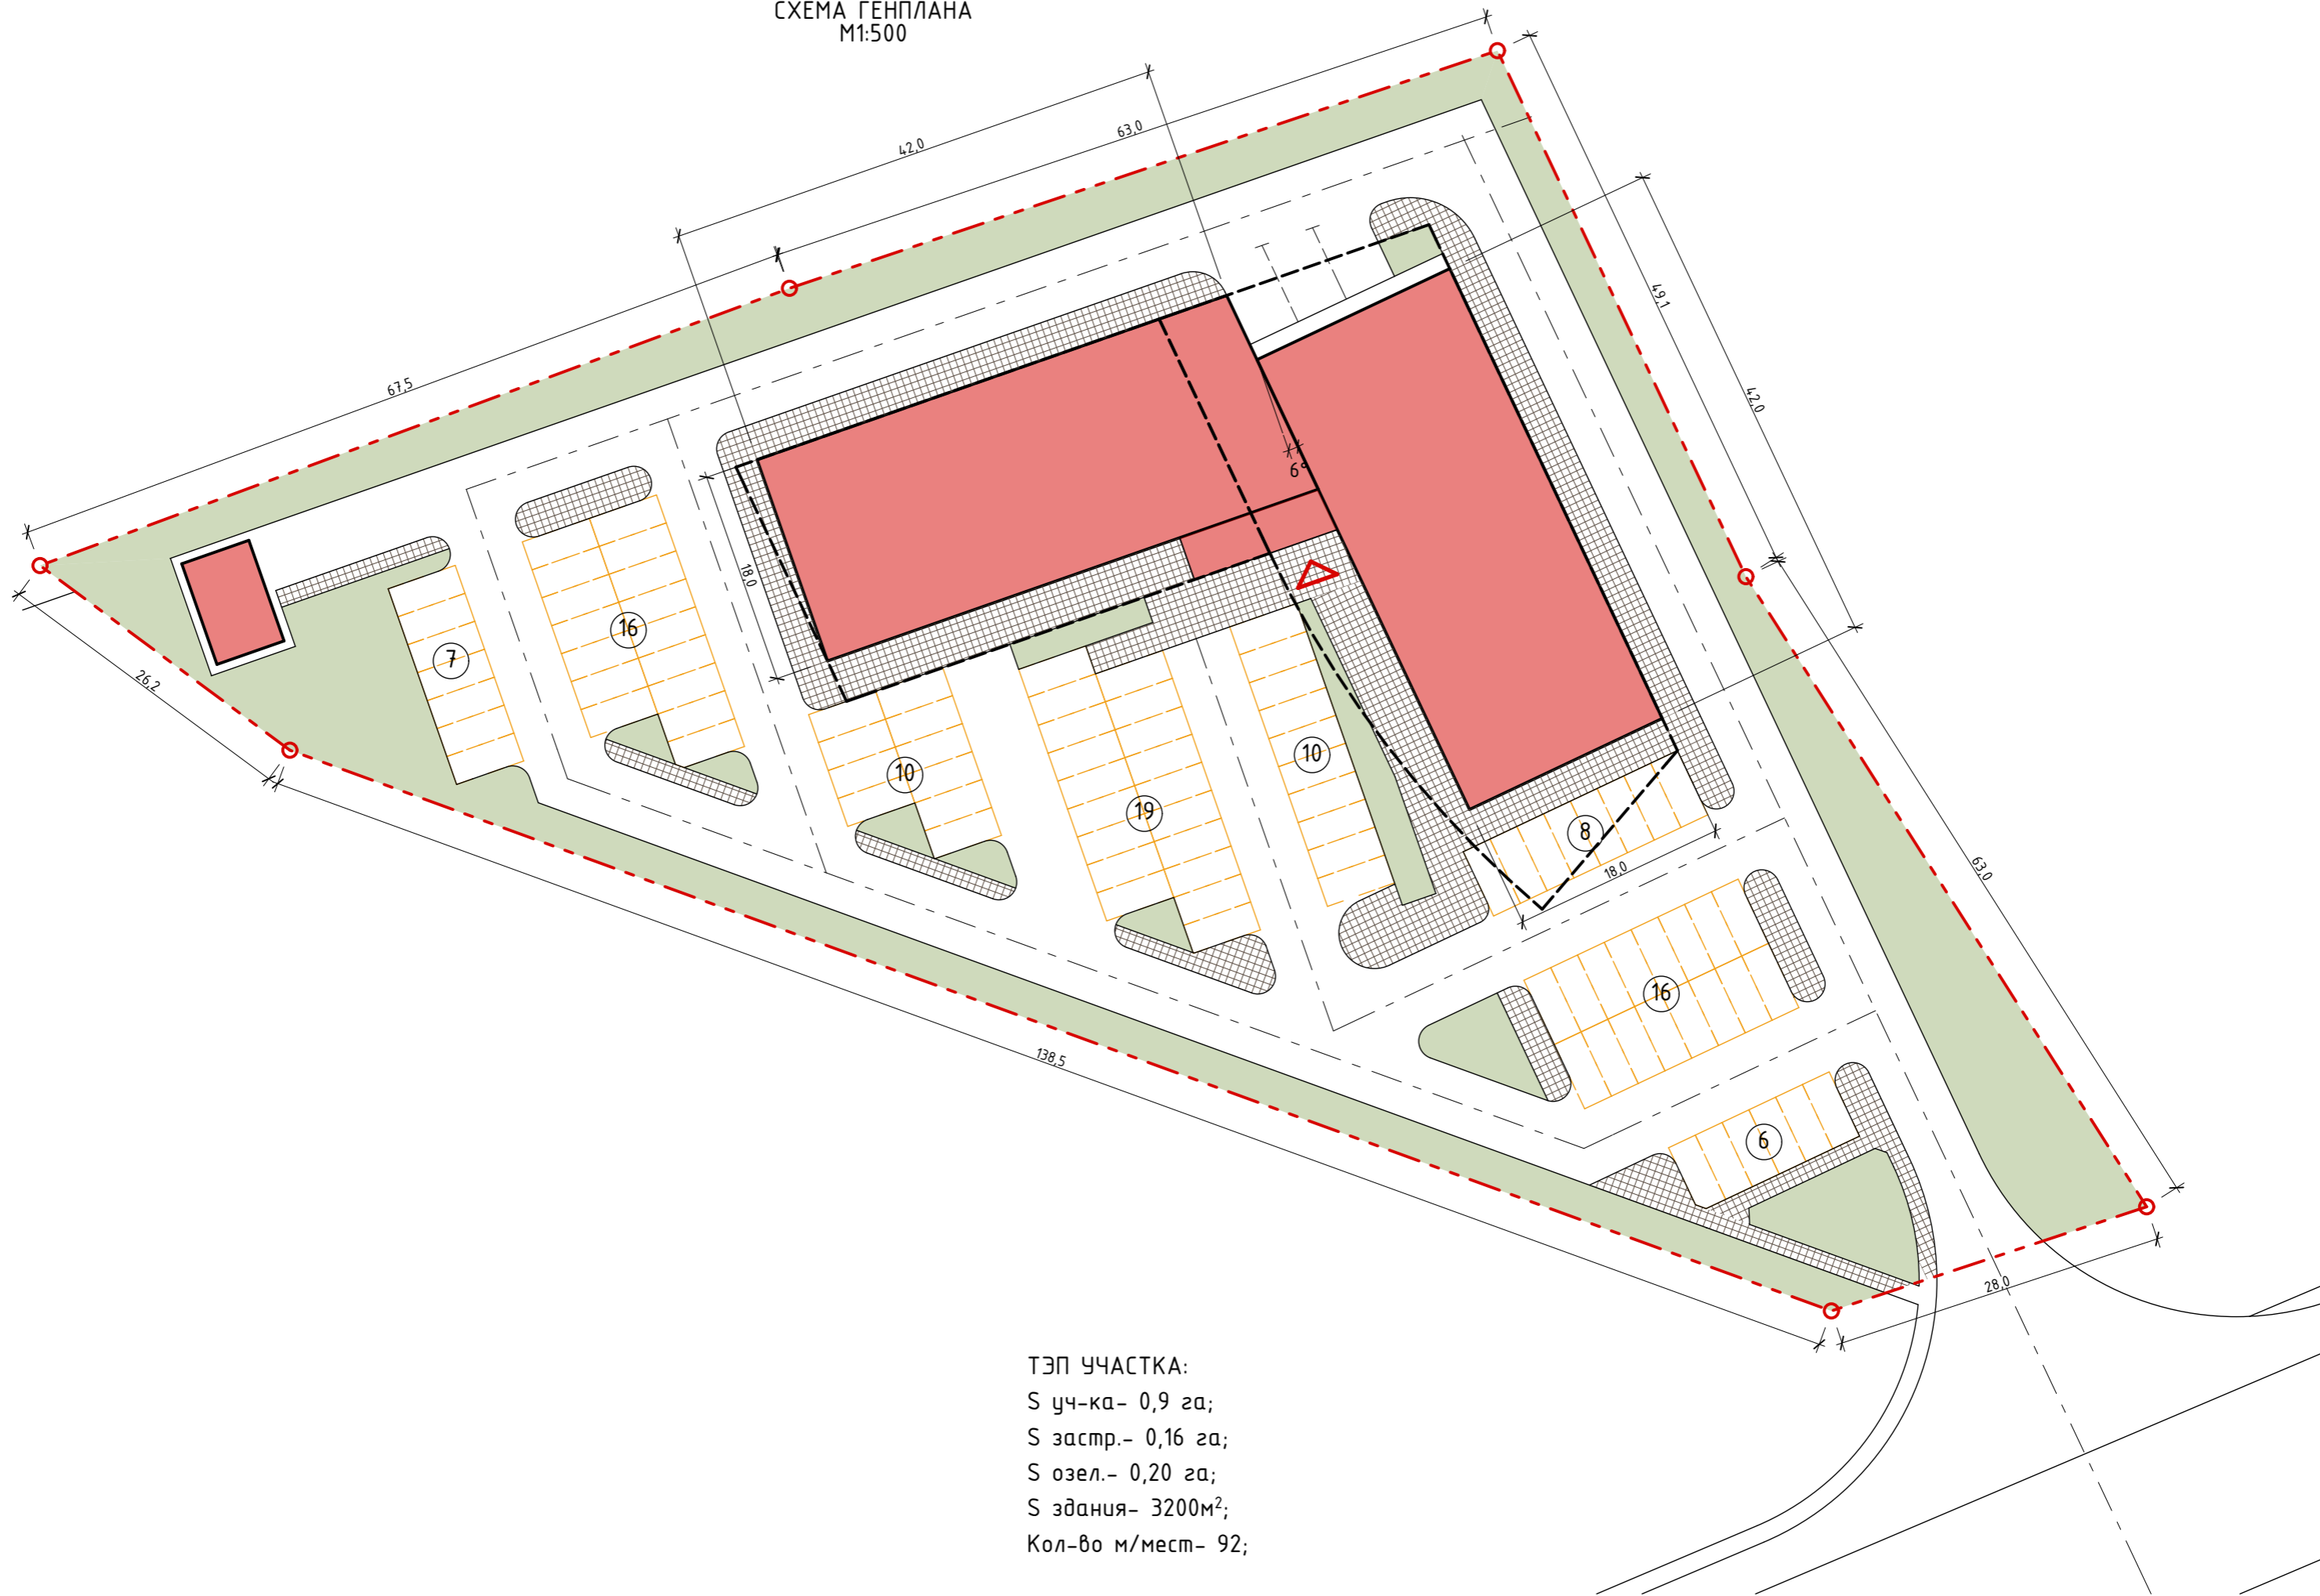 СХЕМА ГЕНПЛАНА
М1:500
42,0
63,0
67,5
49,1
42,0
6°
18,0
16
7
26,2
10
19
10
8
18,0
63,0
16
138,5
6
28,0
ТЭП УЧАСТКА:
S уч-ка- 0,9 га;
S застр.- 0,16 га;
S озел.- 0,20 га;
S здания- 3200м²;
Кол-во м/мест- 92;